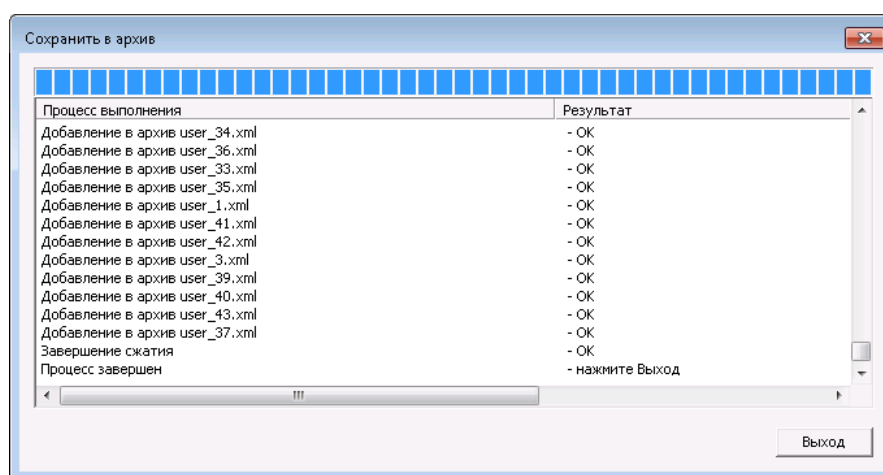 Сохранить в архив
Процесс выполнения Результат
Добавление в архив user_34.xml - OK
Добавление в архив user_36.xml - OK
Добавление в архив user_33.xml - OK
Добавление в архив user_35.xml - OK
Добавление в архив user_1.xml - OK
Добавление в архив user_41.xml - OK
Добавление в архив user_42.xml - OK
Добавление в архив user_3.xml - OK
Добавление в архив user_39.xml - OK
Добавление в архив user_40.xml - OK
Добавление в архив user_43.xml - OK
Добавление в архив user_37.xml - OK
Завершение сжатия - OK
Процесс завершен - нажмите Выход
Выход